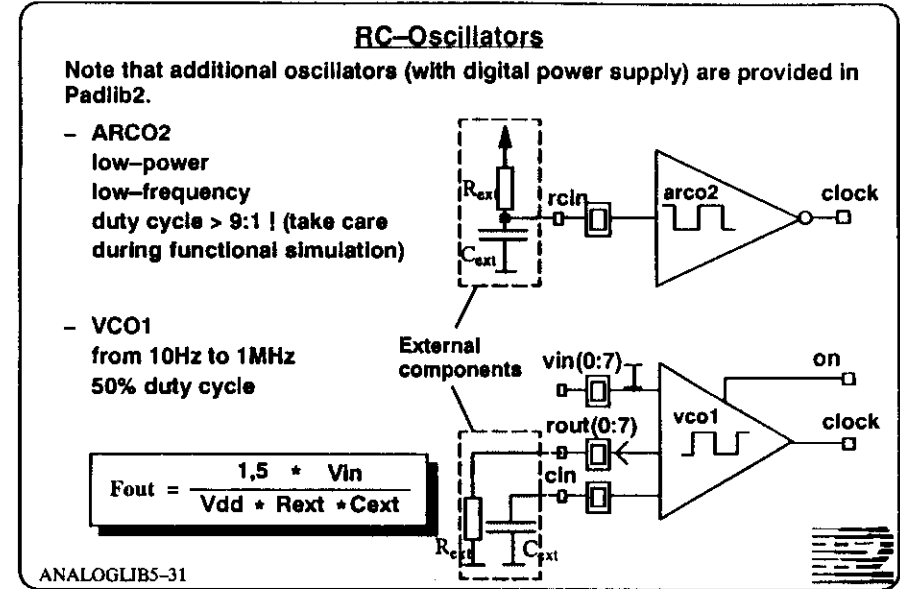 RC–Oscillators
Note that additional oscillators (with digital power supply) are provided in
Padlib2.
– ARCO2
low–power
low–frequency
duty cycle > 9:1 ! (take care
during functional simulation)
Rext
Cext
rcin
arco2
clock
– VCO1
from 10Hz to 1MHz
50% duty cycle
External
components
vin(0:7)
rout(0:7)
cin
vco1
on
clock
Rext
Cext
Fout = 1,5 * Vin
Vdd * Rext * Cext
ANALOGLIB5–31